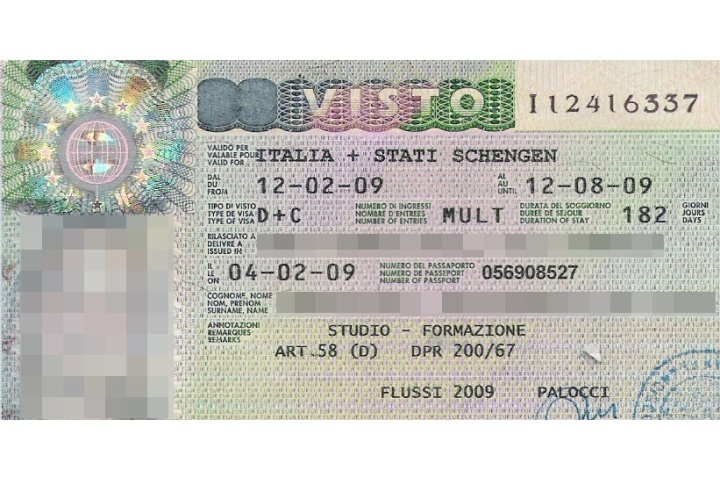 VISTO
I12416337
VALIDO PER
VALABLE POUR
VALID FOR
ITALIA + STATI SCHENGEN
DAL
DU
FROM
12-02-09
AL
AU
UNTIL
12-08-09
TIPO DI VISTO
TYPE DE VISA
TYPE OF VISA
D+C
NUMERO DI INGRESSI
NOMBRE D'ENTREES
NUMBER OF ENTRIES
MULT
DURATA DEL SOGGIORNO
DUREE DE SEJOUR
DURATION OF STAY
182
GIORNI
JOURS
DAYS
RILASCIATO A
DELIVRE A
ISSUED IN
IL
LE
ON
04-02-09
NUMERO DEL PASSAPORTO
NUMERO DE PASSEPORT
NUMBER OF PASSPORT
056908527
COGNOME, NOME
NOM, PRENOM
SURNAME, NAME
ANNOTAZIONI
REMARQUES
REMARKS
STUDIO - FORMAZIONE
ART.58 (D) DPR 200/67
FLUSSI 2009 PALOCCI